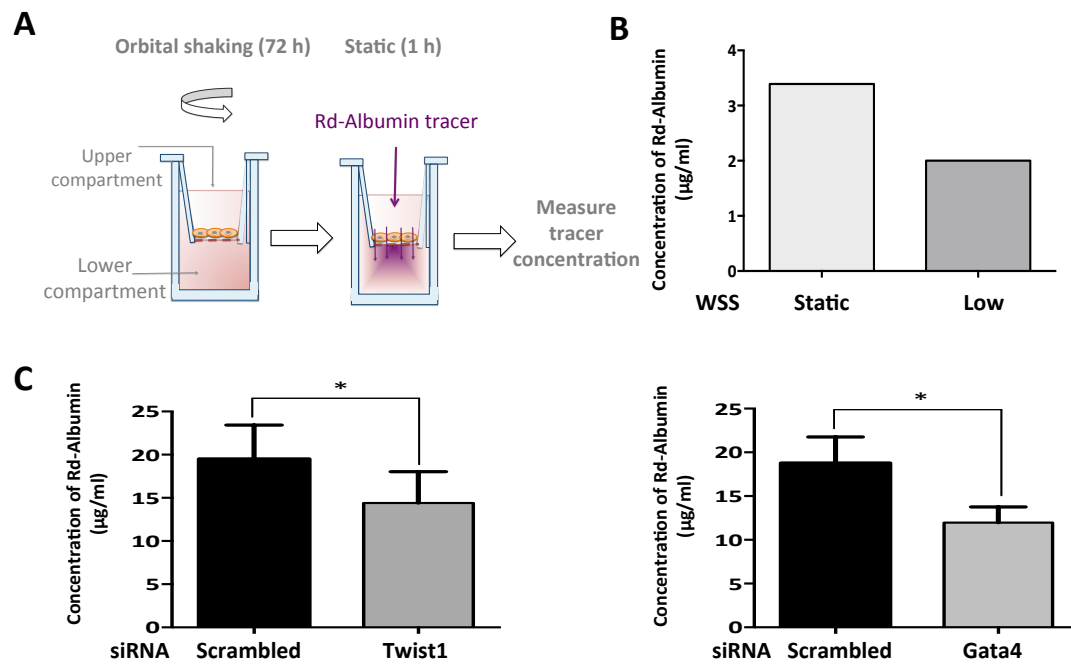 A
Orbital shaking (72 h)
Static (1 h)
Rd-Albumin tracer
Upper
compartment
Lower
compartment
Measure
tracer
concentration
B
Concentration of Rd-Albumin
(µg/ml)
4
3
2
1
0
WSS
Static
Low
C
Concentration of Rd-Albumin
(µg/ml)
25
20
15
10
5
0
*
siRNA
Scrambled
Twist1
Concentration of Rd-Albumin
(µg/ml)
25
20
15
10
5
0
*
siRNA
Scrambled
Gata4